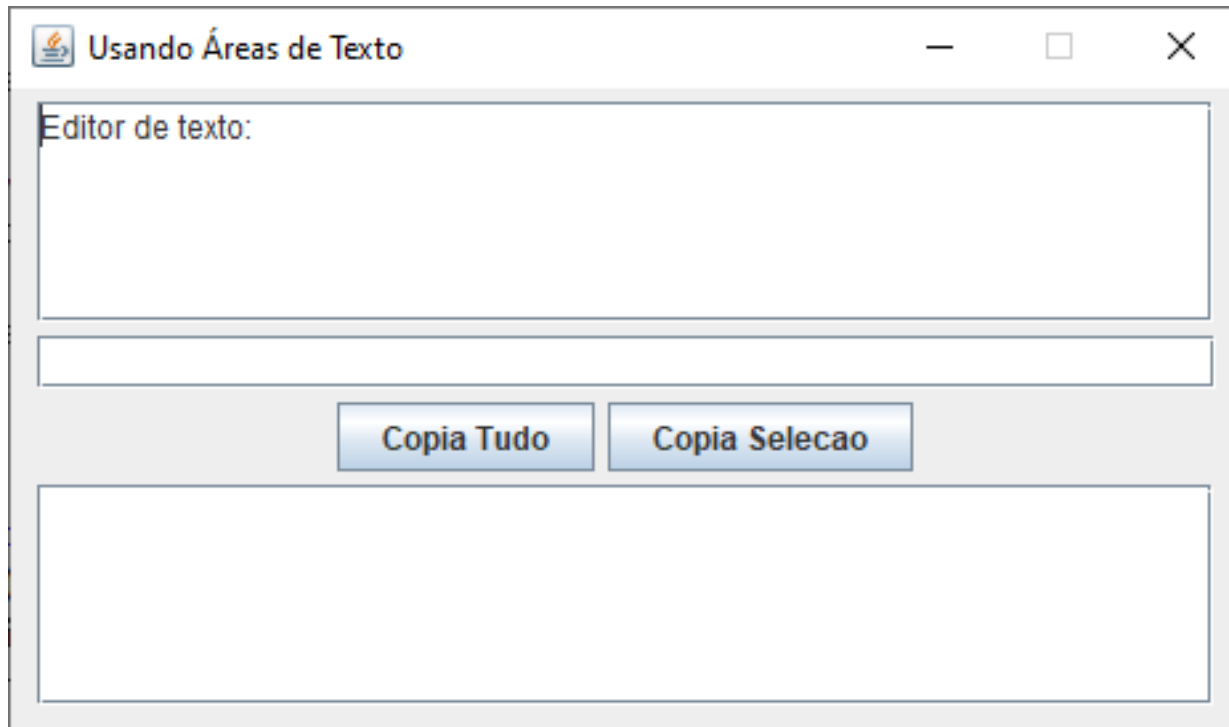 Usando Áreas de Texto
Editor de texto:
Copia Tudo Copia Selecao